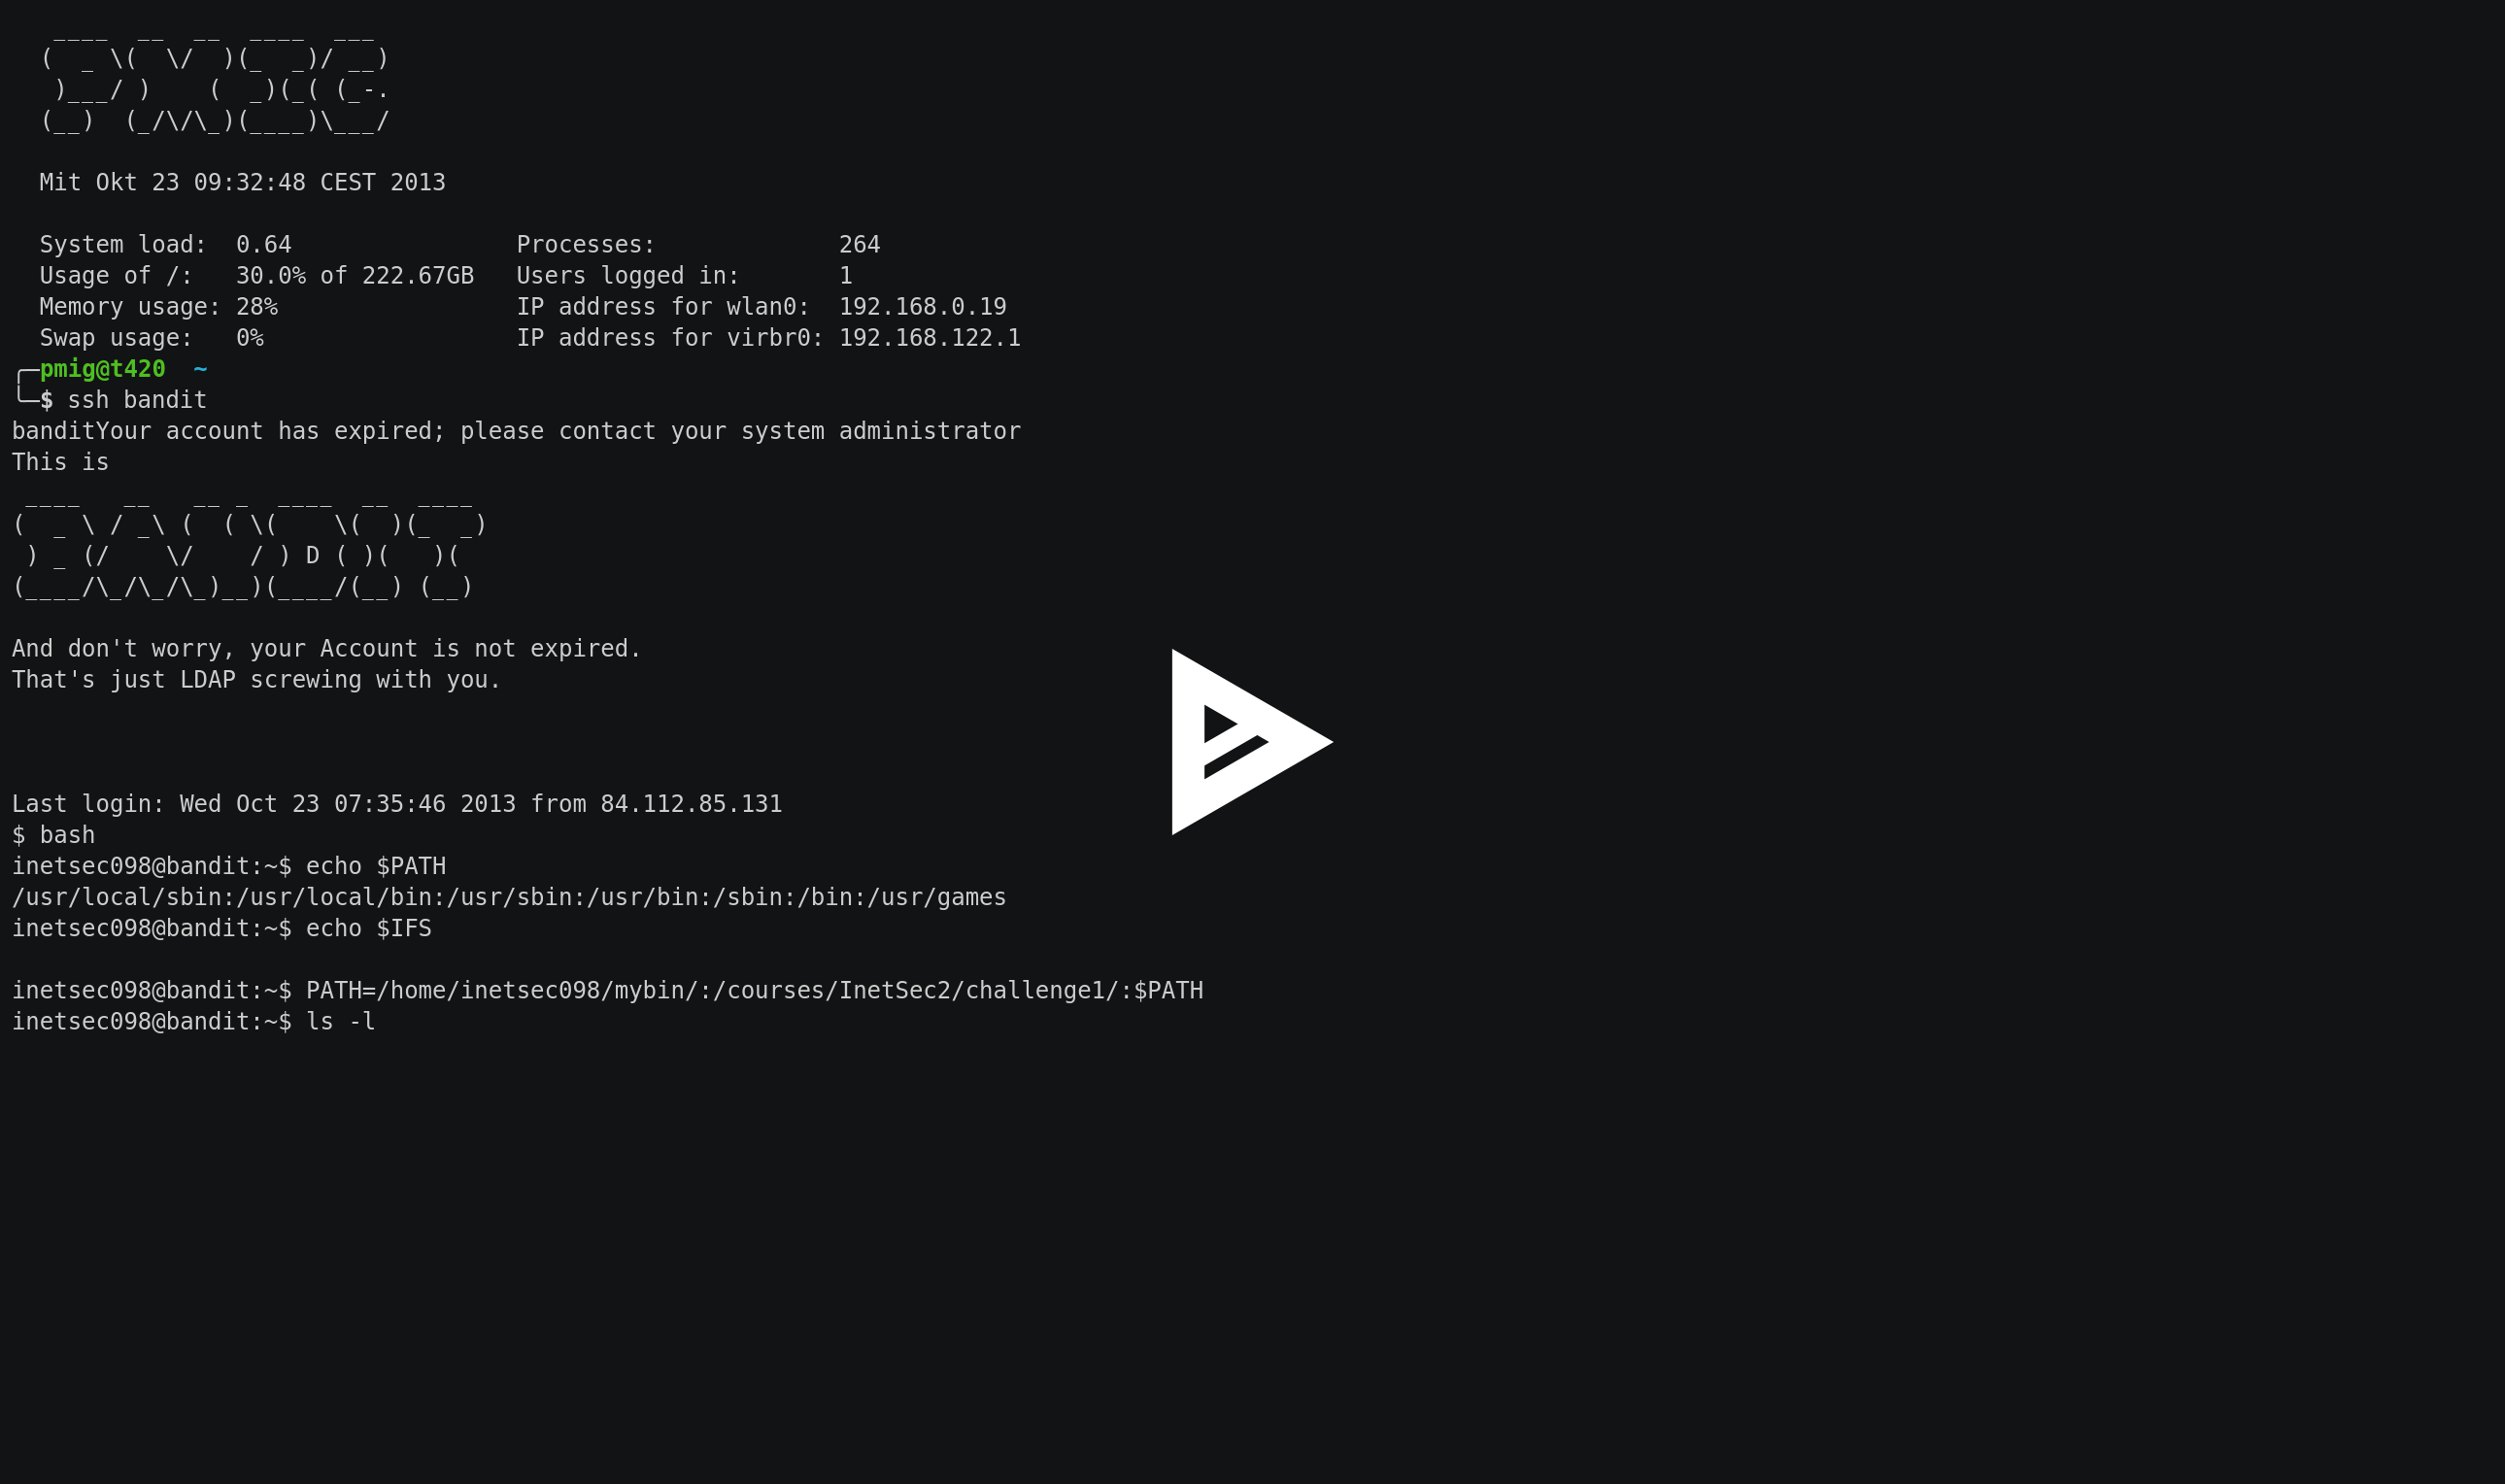 ____  __  __  ____  ___
  (  _ \(  \/  )(_  _)/ __)
   )___/ )    (  _)(_( (_-.
  (__)  (_/\/\_)(____)\___/

  Mit Okt 23 09:32:48 CEST 2013

  System load:  0.64                Processes:             264
  Usage of /:   30.0% of 222.67GB   Users logged in:       1
  Memory usage: 28%                 IP address for wlan0:  192.168.0.19
  Swap usage:   0%                  IP address for virbr0: 192.168.122.1
╭─pmig@t420  ~
╰─$ ssh bandit
banditYour account has expired; please contact your system administrator
This is
 ____   __   __ _  ____  __  ____
(  _ \ / _\ (  ( \(    \(  )(_  _)
 ) _ (/    \/    / ) D ( )(   )(
(____/\_/\_/\_)__)(____/(__) (__)

And don't worry, your Account is not expired.
That's just LDAP screwing with you.

Last login: Wed Oct 23 07:35:46 2013 from 84.112.85.131
$ bash
inetsec098@bandit:~$ echo $PATH
/usr/local/sbin:/usr/local/bin:/usr/sbin:/usr/bin:/sbin:/bin:/usr/games
inetsec098@bandit:~$ echo $IFS

inetsec098@bandit:~$ PATH=/home/inetsec098/mybin/:/courses/InetSec2/challenge1/:$PATH
inetsec098@bandit:~$ ls -l